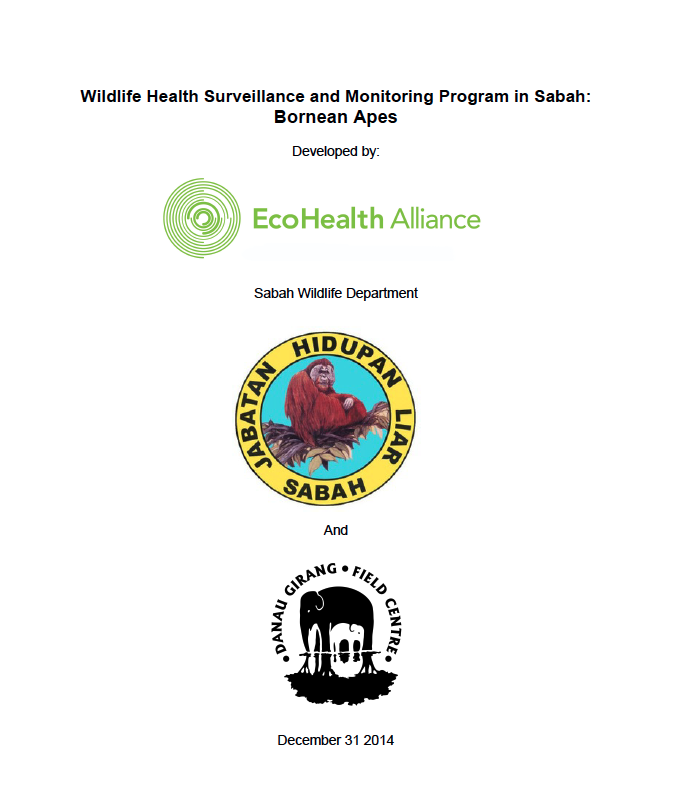 Wildlife Health Surveillance and Monitoring Program in Sabah:
Bornean Apes
Developed by:
EcoHealth Alliance
Sabah Wildlife Department
JABATAN HIDUPAN LIAR
SABAH
And
• DANAU GIRANG • FIELD CENTRE •
December 31 2014